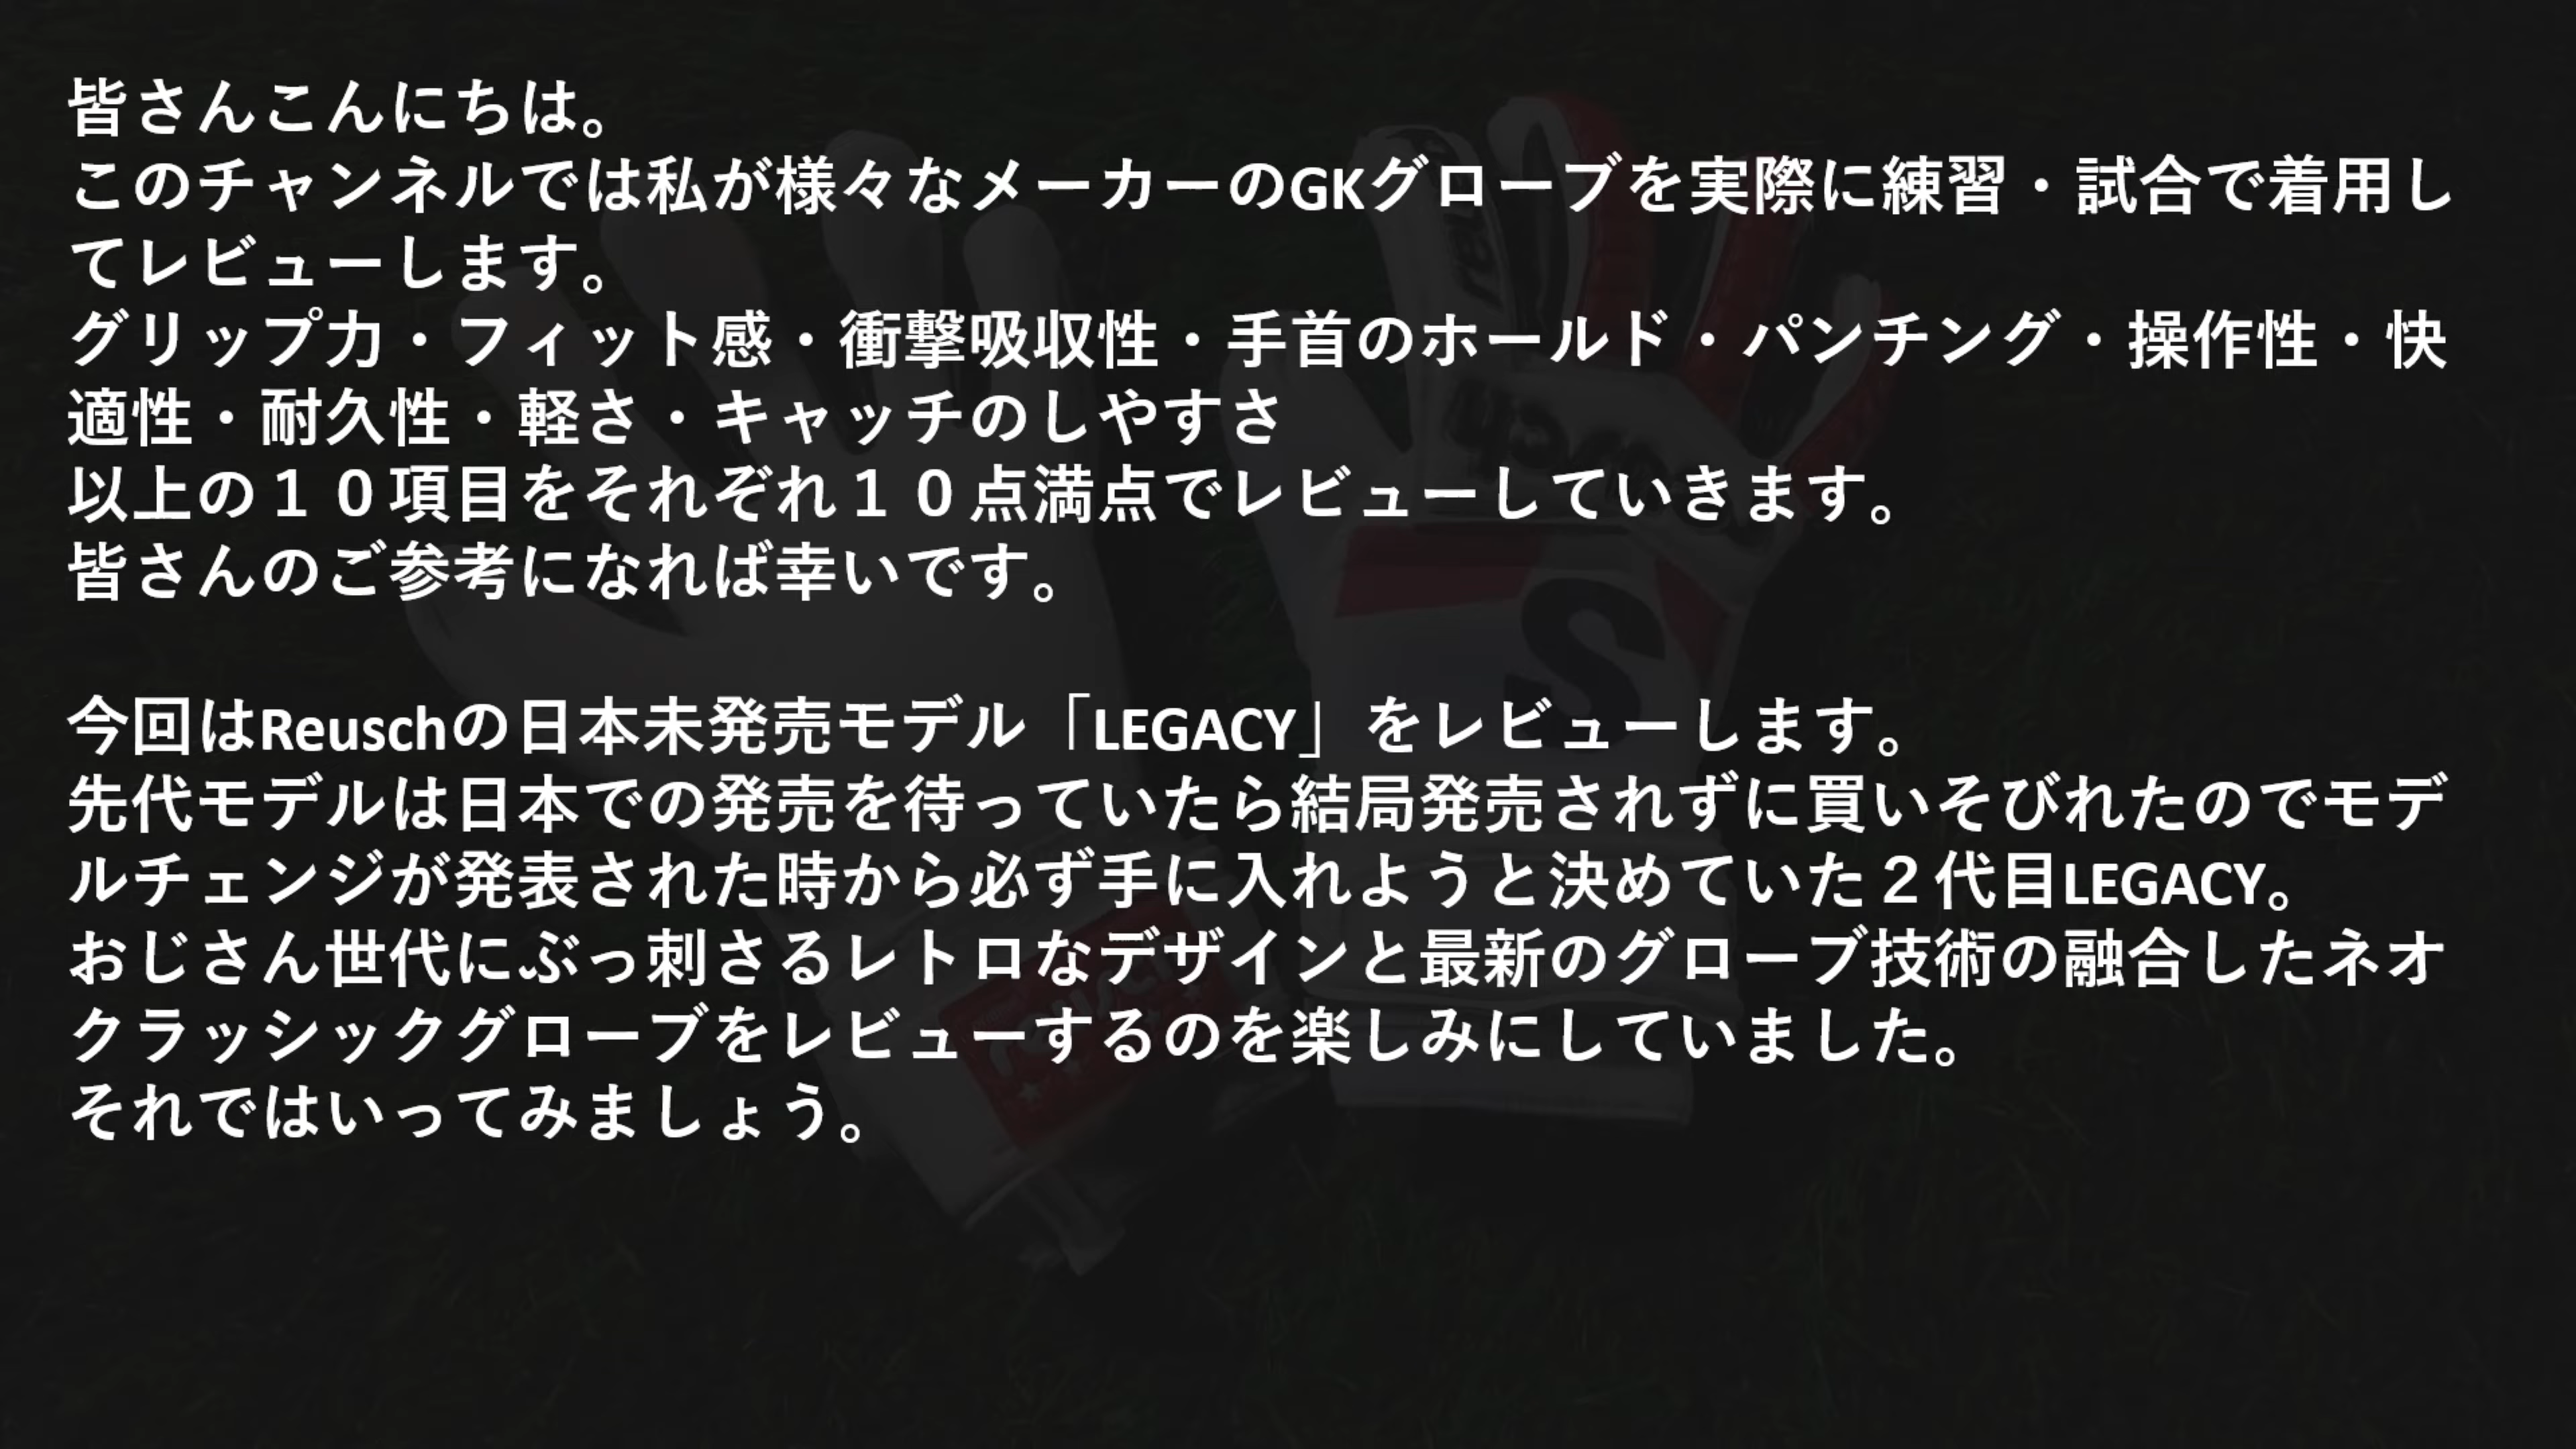 皆さんこんにちは。
このチャンネルでは私が様々なメーカーのGKグローブを実際に練習・試合で着用し
てレビューします。
グリップ力・フィット感・衝撃吸収性・手首のホールド・パンチング・操作性・快
適性・耐久性・軽さ・キャッチのしやすさ
以上の１０項目をそれぞれ１０点満点でレビューしていきます。
皆さんのご参考になれば幸いです。
今回はReuschの日本未発売モデル「LEGACY」をレビューします。
先代モデルは日本での発売を待っていたら結局発売されずに買いそびれたのでモデ
ルチェンジが発表された時から必ず手に入れようと決めていた２代目LEGACY。
おじさん世代にぶっ刺さるレトロなデザインと最新のグローブ技術の融合したネオ
クラッシックグローブをレビューするのを楽しみにしていました。
それではいってみましょう。